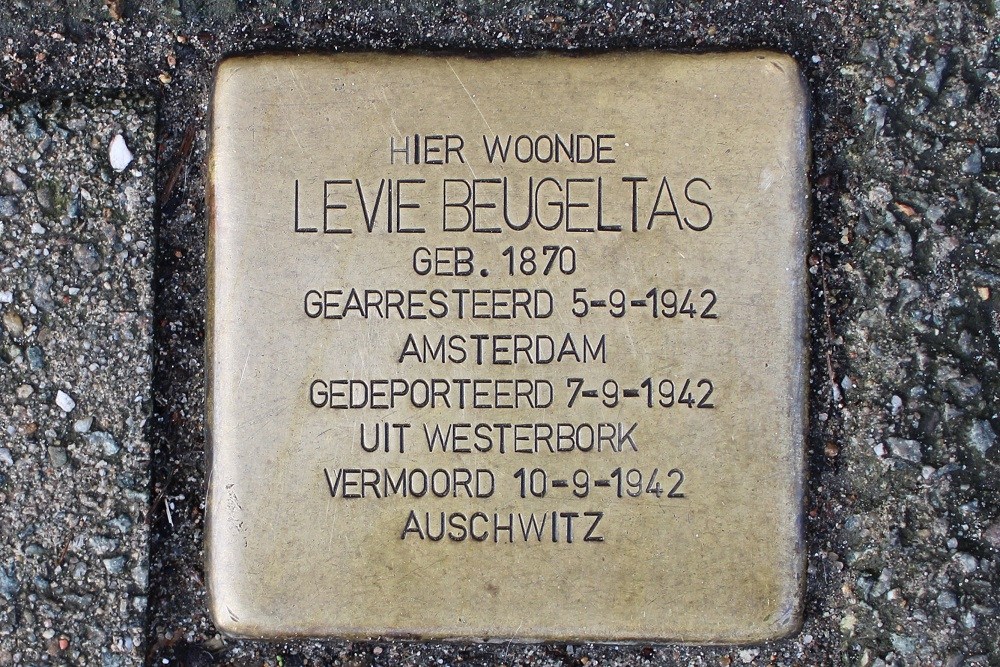 HIER WOONDE
LEVIE BEUGELTAS
GEB. 1870
GEARRESTEERD 5-9-1942
AMSTERDAM
GEDEPORTEERD 7-9-1942
UIT WESTERBORK
VERMOORD 10-9-1942
AUSCHWITZ